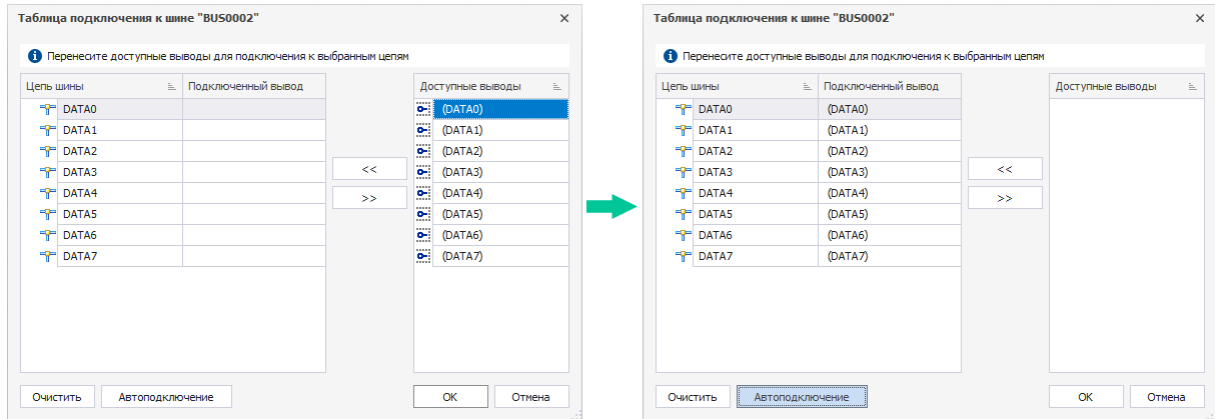 Таблица подключения к шине "BUS0002"
Перенесите доступные выводы для подключения к выбранным цепям
Цепь шины Подключенный вывод Доступные выводы
DATA0 (DATA0)
DATA1 (DATA1)
DATA2 (DATA2)
DATA3 << (DATA3)
DATA4 >> (DATA4)
DATA5 (DATA5)
DATA6 (DATA6)
DATA7 (DATA7)
Очистить Автоподключение ОК Отмена
Таблица подключения к шине "BUS0002"
Перенесите доступные выводы для подключения к выбранным цепям
Цепь шины Подключенный вывод Доступные выводы
DATA0 (DATA0)
DATA1 (DATA1)
DATA2 (DATA2)
DATA3 (DATA3) <<
DATA4 (DATA4) >>
DATA5 (DATA5)
DATA6 (DATA6)
DATA7 (DATA7)
Очистить Автоподключение ОК Отмена